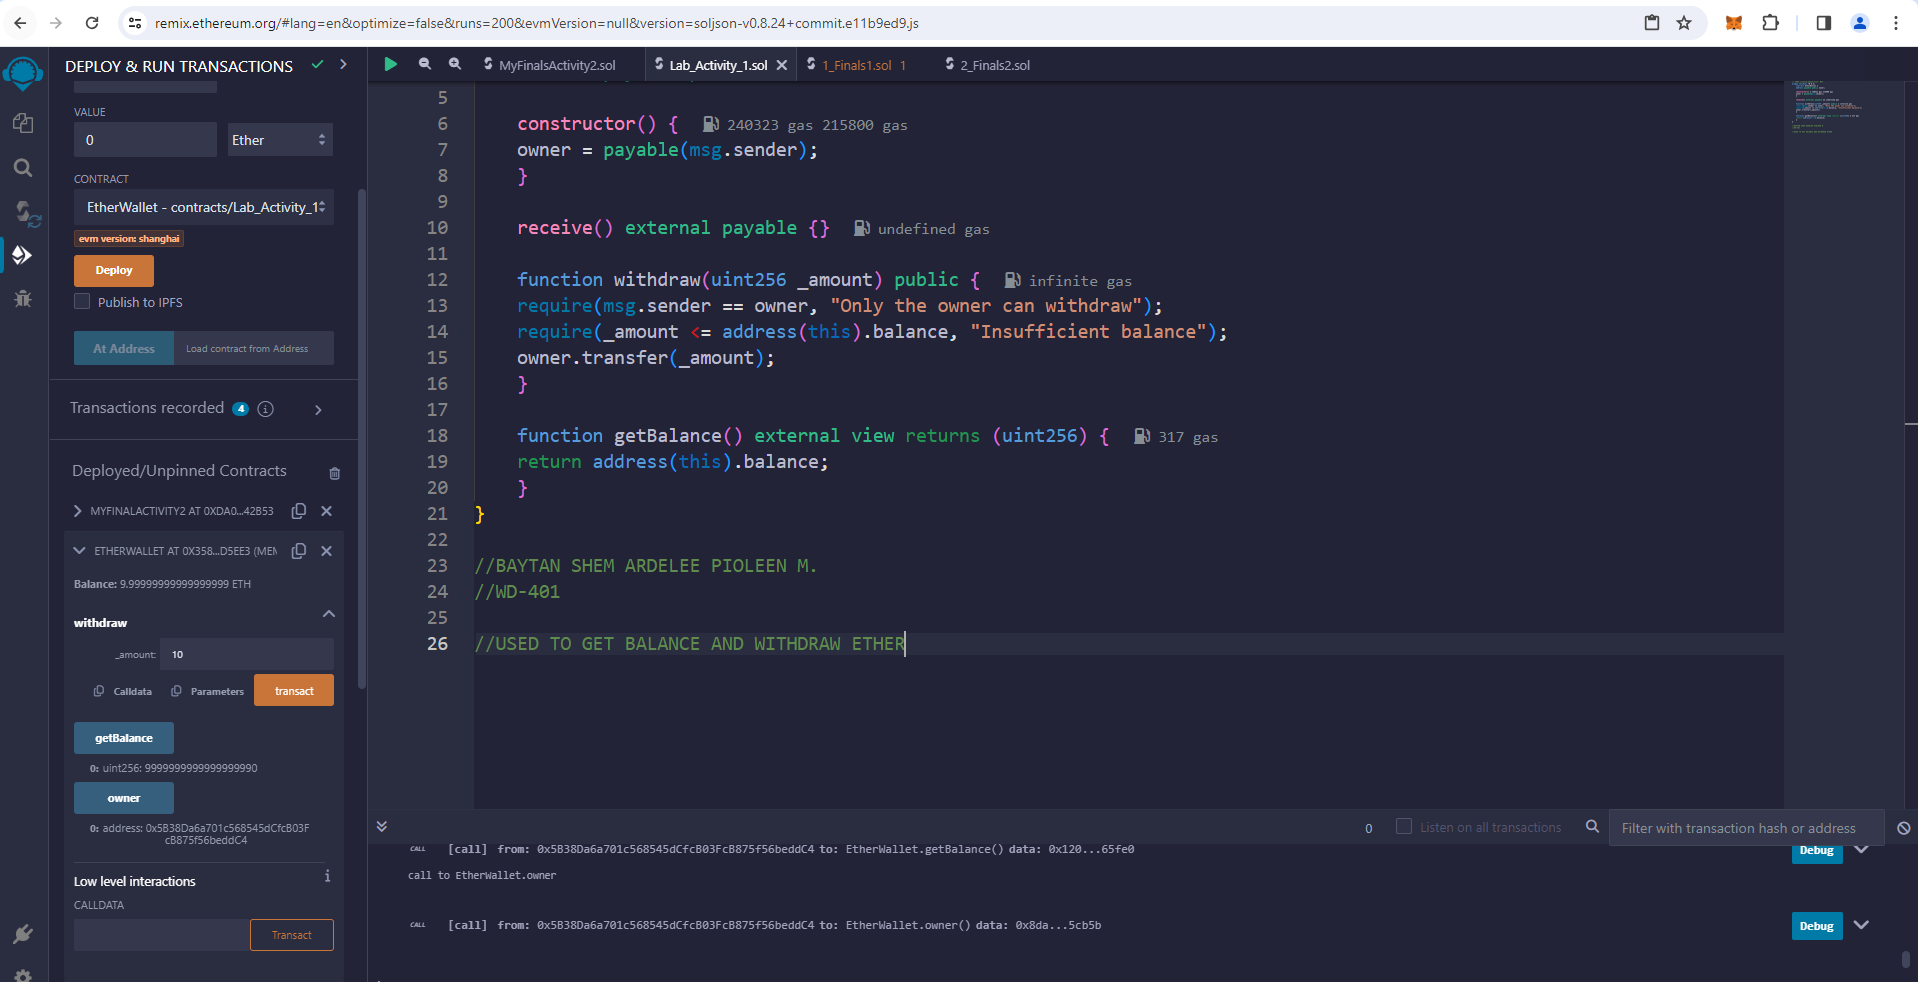 remix.ethereum.org/#lang=en&optimize=false&runs=200&evmVersion=null&version=soljson-v0.8.24+commit.e11b9ed9.js
DEPLOY & RUN TRANSACTIONS
VALUE
0
Ether
CONTRACT
EtherWallet - contracts/Lab_Activity_1
evm version: shanghai
Deploy
Publish to IPFS
At Address
Load contract from Address
Transactions recorded 4
Deployed/Unpinned Contracts
MYFINALACTIVITY2 AT 0XDA0...42B53
ETHERWALLET AT 0X358...D5EE3 (MEM
Balance: 9.99999999999999999 ETH
withdraw
_amount: 10
Calldata
Parameters
transact
getBalance
0: uint256: 9999999999999999990
owner
0: address: 0x5B38Da6a701c568545dCfcB03F
cB875f56beddC4
Low level interactions
CALLDATA
Transact
MyFinalsActivity2.sol
Lab_Activity_1.sol
1_Finals1.sol 1
2_Finals2.sol
5
6 constructor() { 240323 gas 215800 gas
7 owner = payable(msg.sender);
8 }
9
10 receive() external payable {} undefined gas
11
12 function withdraw(uint256 _amount) public { infinite gas
13 require(msg.sender == owner, "Only the owner can withdraw");
14 require(_amount <= address(this).balance, "Insufficient balance");
15 owner.transfer(_amount);
16 }
17
18 function getBalance() external view returns (uint256) { 317 gas
19 return address(this).balance;
20 }
21 }
22
23 //BAYTAN SHEM ARDELEE PIOLEEN M.
24 //WD-401
25
26 //USED TO GET BALANCE AND WITHDRAW ETHER
0
Listen on all transactions
Filter with transaction hash or address
CALL [call] from: 0x5B38Da6a701c568545dCfcB03FcB875f56beddC4 to: EtherWallet.getBalance() data: 0x120...65fe0
Debug
call to EtherWallet.owner
CALL [call] from: 0x5B38Da6a701c568545dCfcB03FcB875f56beddC4 to: EtherWallet.owner() data: 0x8da...5cb5b
Debug